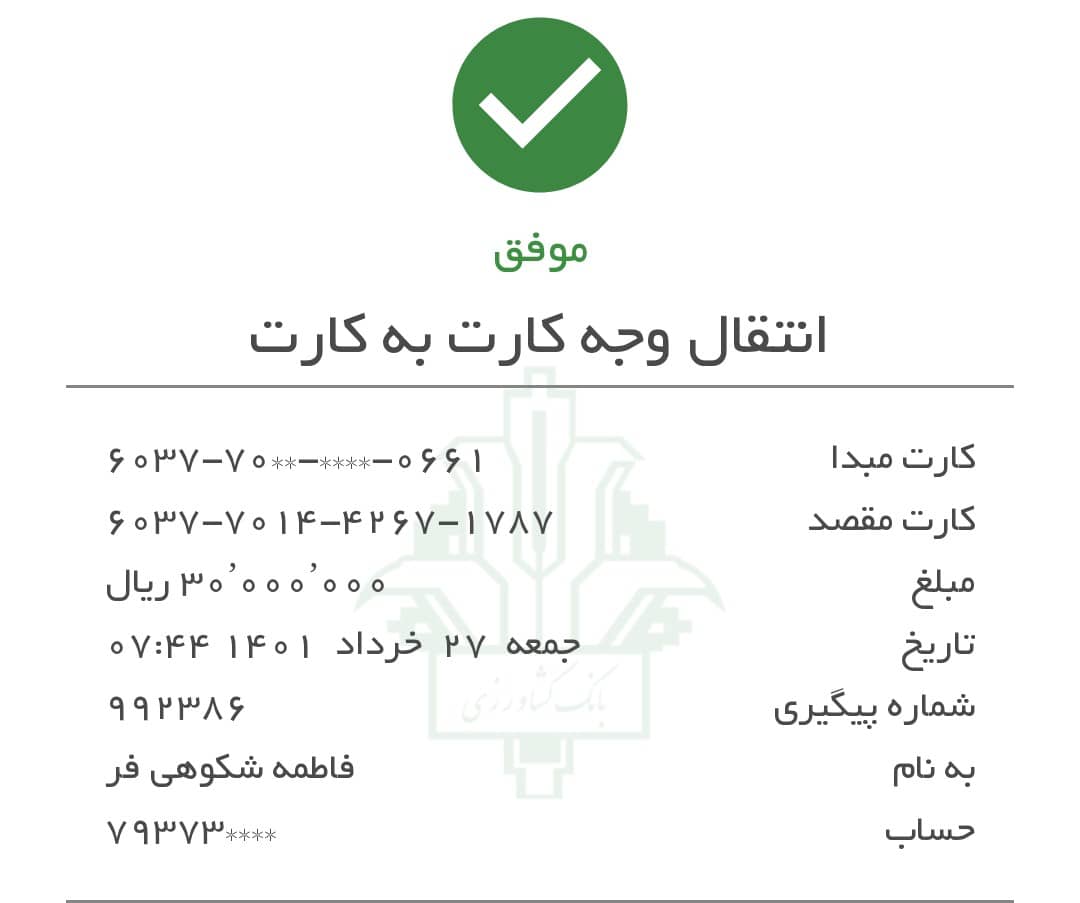 موفق
انتقال وجه کارت به کارت
کارت مبدا ۶۰۳۷-۷۰**-****-۰۶۶۱
کارت مقصد ۶۰۳۷-۷۰۱۴-۴۲۶۷-۱۷۸۷
مبلغ ۳۰٬۰۰۰٬۰۰۰ ریال
تاریخ جمعه ۲۷ خرداد ۱۴۰۱ ۰۷:۴۴
شماره پیگیری ۹۹۲۳۸۶
به نام فاطمه شکوهی فر
حساب ۷۹۳۷۳****
بانک کشاورزی